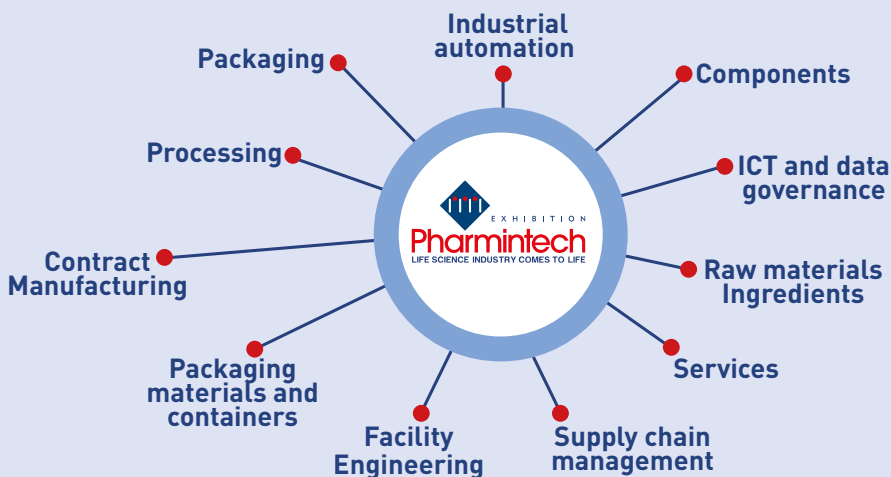 Industrial
automation
Packaging
Components
Processing
ICT and data
governance
EXHIBITION
Pharmintech
LIFE SCIENCE INDUSTRY COMES TO LIFE
Contract
Manufacturing
Raw materials
Ingredients
Packaging
materials and
containers
Services
Facility
Engineering
Supply chain
management